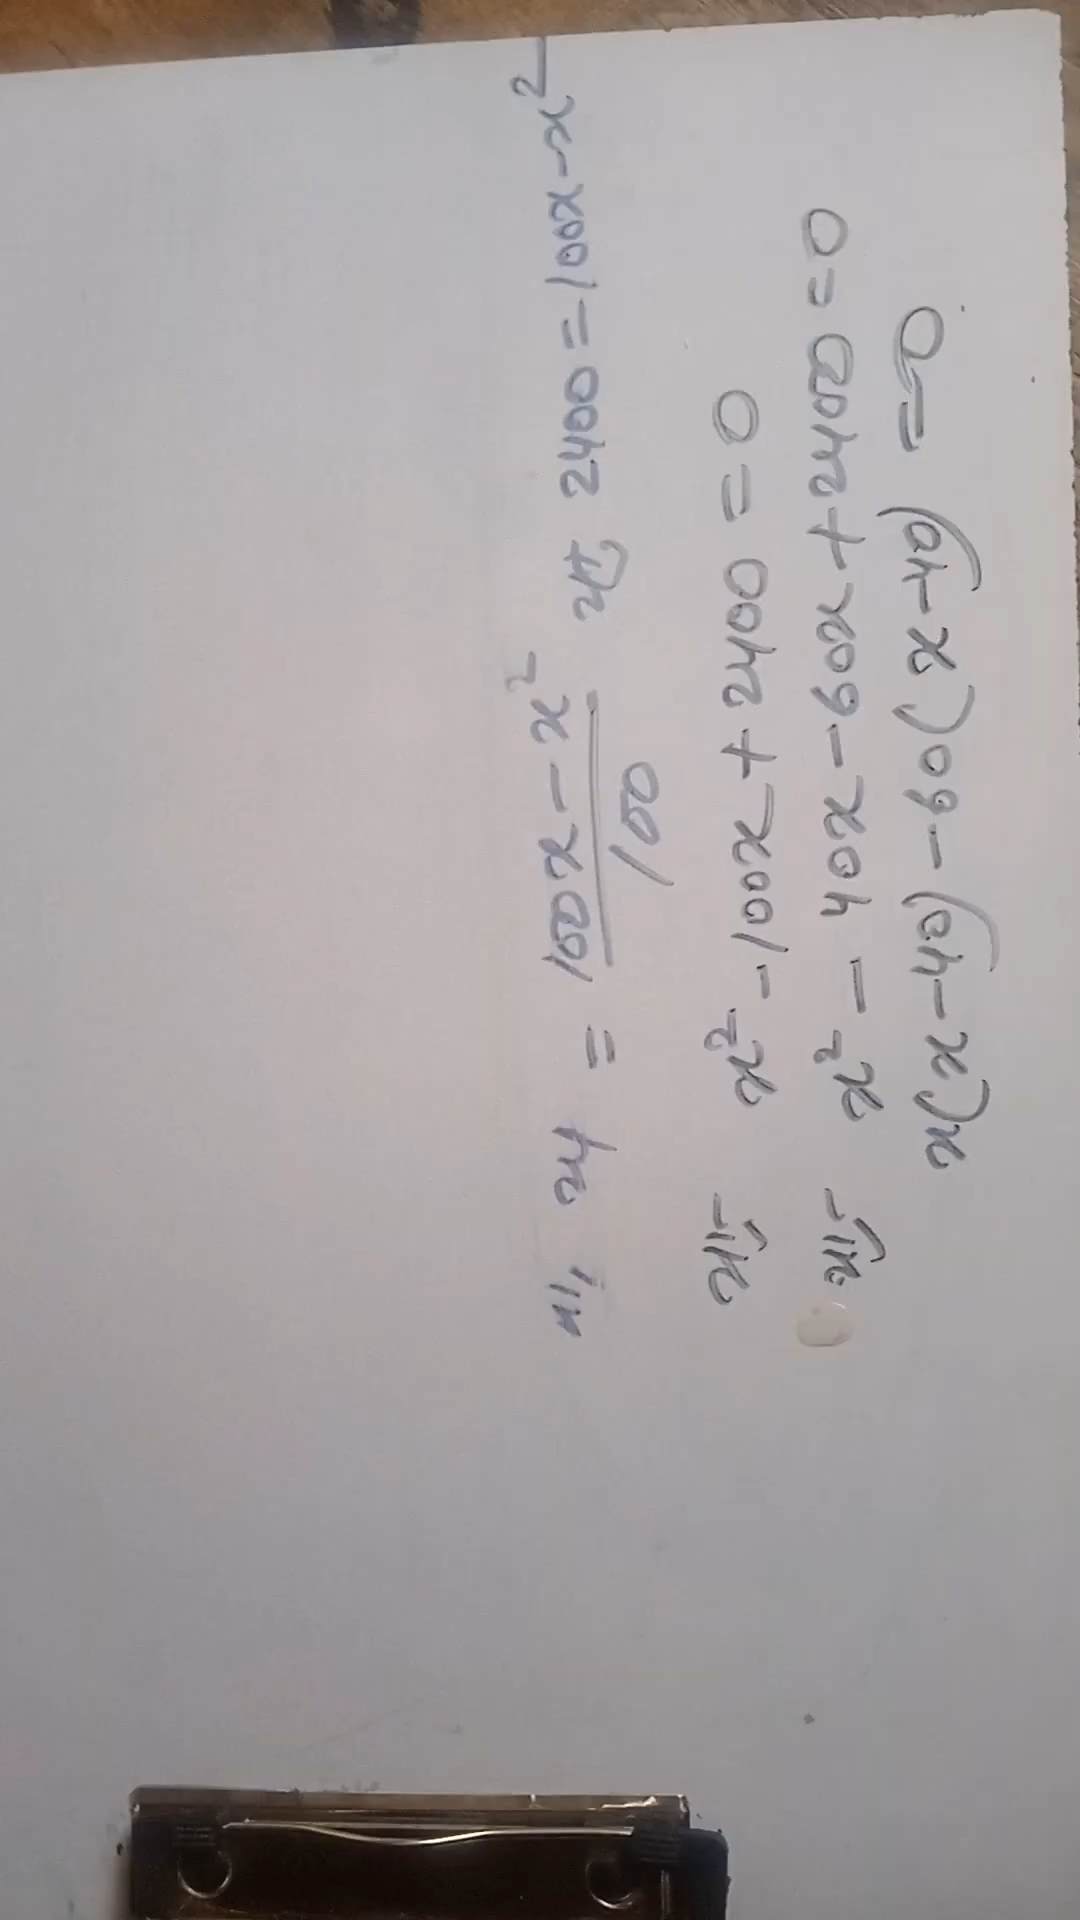 वा, 24 = 100x - x² / 100 या, 2400 = 100x - x²
या, x² - 100x + 2400 = 0
या, x² - 40x - 60x + 2400 = 0
x(x-40) - 60(x-40) = 0